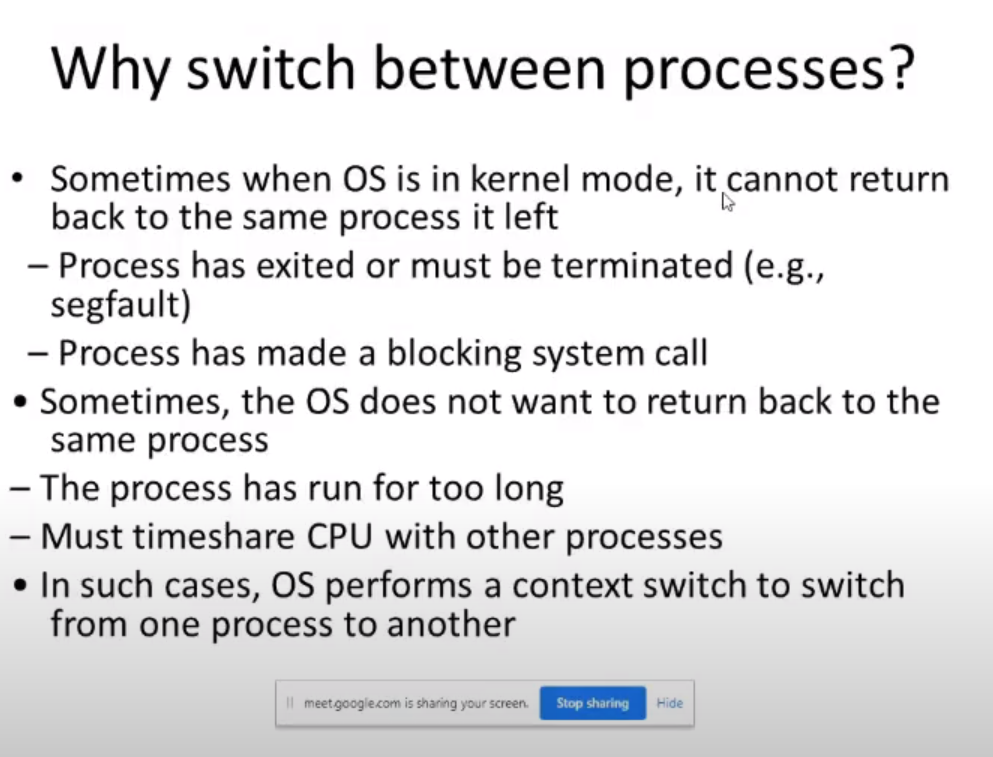 Why switch between processes?
• Sometimes when OS is in kernel mode, it cannot return
back to the same process it left
– Process has exited or must be terminated (e.g.,
segfault)
– Process has made a blocking system call
• Sometimes, the OS does not want to return back to the
same process
– The process has run for too long
– Must timeshare CPU with other processes
• In such cases, OS performs a context switch to switch
from one process to another
meet.google.com is sharing your screen. Stop sharing Hide